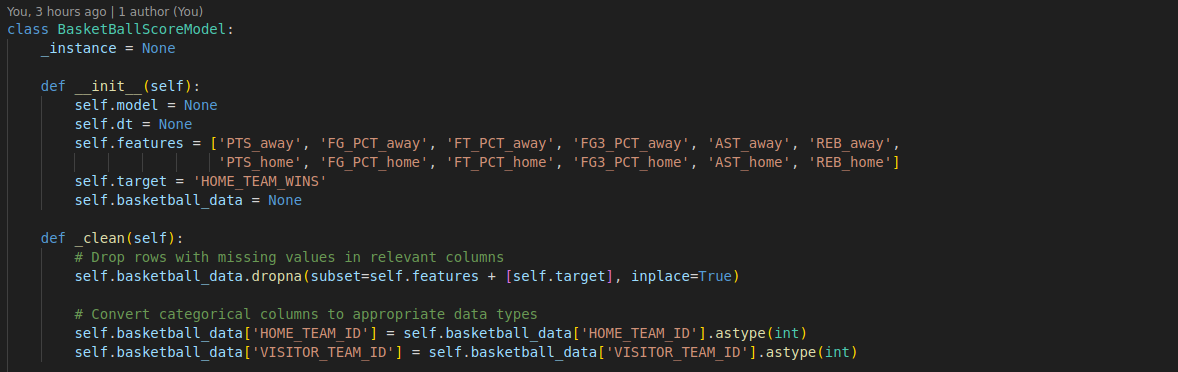 You, 3 hours ago | 1 author (You)
class BasketBallScoreModel:
    _instance = None

    def __init__(self):
        self.model = None
        self.dt = None
        self.features = ['PTS_away', 'FG_PCT_away', 'FT_PCT_away', 'FG3_PCT_away', 'AST_away', 'REB_away',
                         'PTS_home', 'FG_PCT_home', 'FT_PCT_home', 'FG3_PCT_home', 'AST_home', 'REB_home']
        self.target = 'HOME_TEAM_WINS'
        self.basketball_data = None

    def _clean(self):
        # Drop rows with missing values in relevant columns
        self.basketball_data.dropna(subset=self.features + [self.target], inplace=True)

        # Convert categorical columns to appropriate data types
        self.basketball_data['HOME_TEAM_ID'] = self.basketball_data['HOME_TEAM_ID'].astype(int)
        self.basketball_data['VISITOR_TEAM_ID'] = self.basketball_data['VISITOR_TEAM_ID'].astype(int)